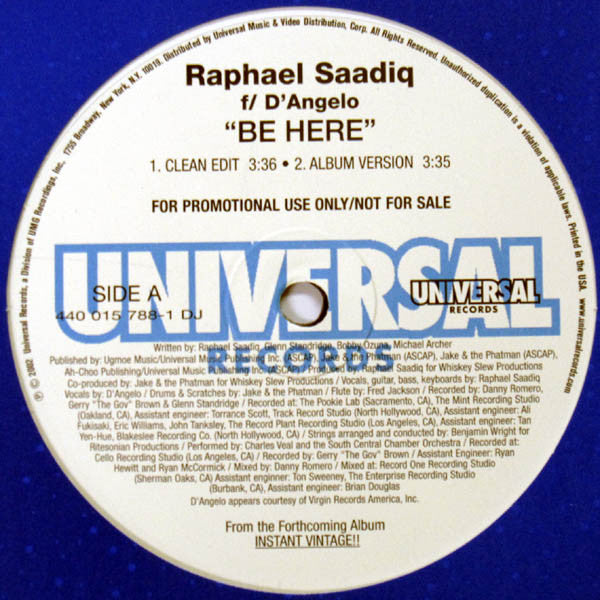 ℗ © 2002 Universal Records, a Division of UMG Recordings, Inc., 1755 Broadway, New York, N.Y. 10019. Distributed by Universal Music & Video Distribution, Corp. All Rights Reserved. Unauthorized duplication is a violation of applicable laws. Printed in the USA. www.universalrecords.com
Raphael Saadiq
f/ D'Angelo
"BE HERE"
1. CLEAN EDIT 3:36 • 2. ALBUM VERSION 3:35
FOR PROMOTIONAL USE ONLY/NOT FOR SALE
UNIVERSAL
RECORDS
SIDE A
440 015 788-1 DJ
UNIVERSAL
RECORDS
Written by: Raphael Saadiq, Glenn Standridge, Bobby Ozuna, Michael Archer
Published by: Ugmoe Music/Universal Music Publishing Inc. (ASCAP), Jake & the Phatman (ASCAP), Jake & the Phatman (ASCAP),
Ah-Choo Publishing/Universal Music Publishing Inc. (ASCAP) / Produced by: Raphael Saadiq for Whiskey Slew Productions /
Co-produced by: Jake & the Phatman for Whiskey Slew Productions / Vocals, guitar, bass, keyboards by: Raphael Saadiq
Vocals by: D'Angelo / Drums & Scratches by: Jake & the Phatman / Flute by: Fred Jackson / Recorded by: Danny Romero,
Gerry "The Gov" Brown & Glenn Standridge / Recorded at: The Pookie Lab (Sacramento, CA), The Mint Recording Studio
(Oakland, CA), Assistant engineer: Torrance Scott, Track Record Studio (North Hollywood, CA), Assistant engineer: Ali
Fukisaki, Eric Williams, John Tanksley, The Record Plant Recording Studio (Los Angeles, CA), Assistant engineer: Tan
Yen-Hue, Blakeslee Recording Co. (North Hollywood, CA) / Strings arranged and conducted by: Benjamin Wright for
Ritesonian Productions / Performed by: Charles Veal and the South Central Chamber Orchestra / Recorded at:
Cello Recording Studio (Los Angeles, CA) / Recorded by: Gerry "The Gov" Brown / Assistant engineer: Ryan
Hewitt and Ryan McCormick / Mixed by: Danny Romero / Mixed at: Record One Recording Studio
(Sherman Oaks, CA) Assistant engineer: Ton Sweeney, The Enterprise Recording Studio
(Burbank, CA), Assistant engineer: Brian Douglas
D'Angelo appears courtesy of Virgin Records America, Inc.
From the Forthcoming Album
INSTANT VINTAGE!!